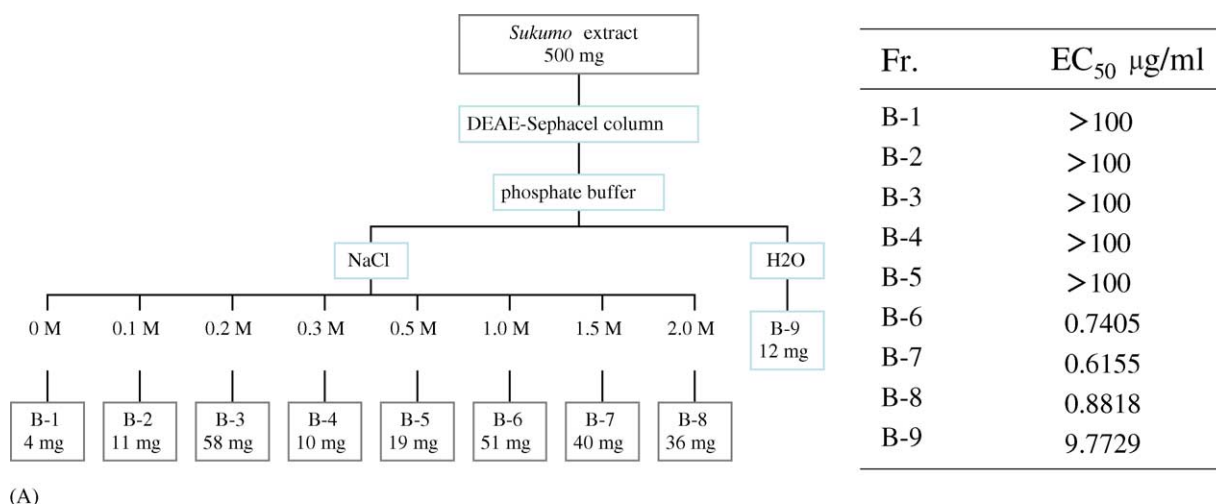 Sukumo extract
500 mg
DEAE-Sephacel column
phosphate buffer
NaCl
H2O
0 M 0.1 M 0.2 M 0.3 M 0.5 M 1.0 M 1.5 M 2.0 M
B-9
12 mg
B-1 B-2 B-3 B-4 B-5 B-6 B-7 B-8
4 mg 11 mg 58 mg 10 mg 19 mg 51 mg 40 mg 36 mg
(A)
Fr. EC50 µg/ml
B-1 >100
B-2 >100
B-3 >100
B-4 >100
B-5 >100
B-6 0.7405
B-7 0.6155
B-8 0.8818
B-9 9.7729